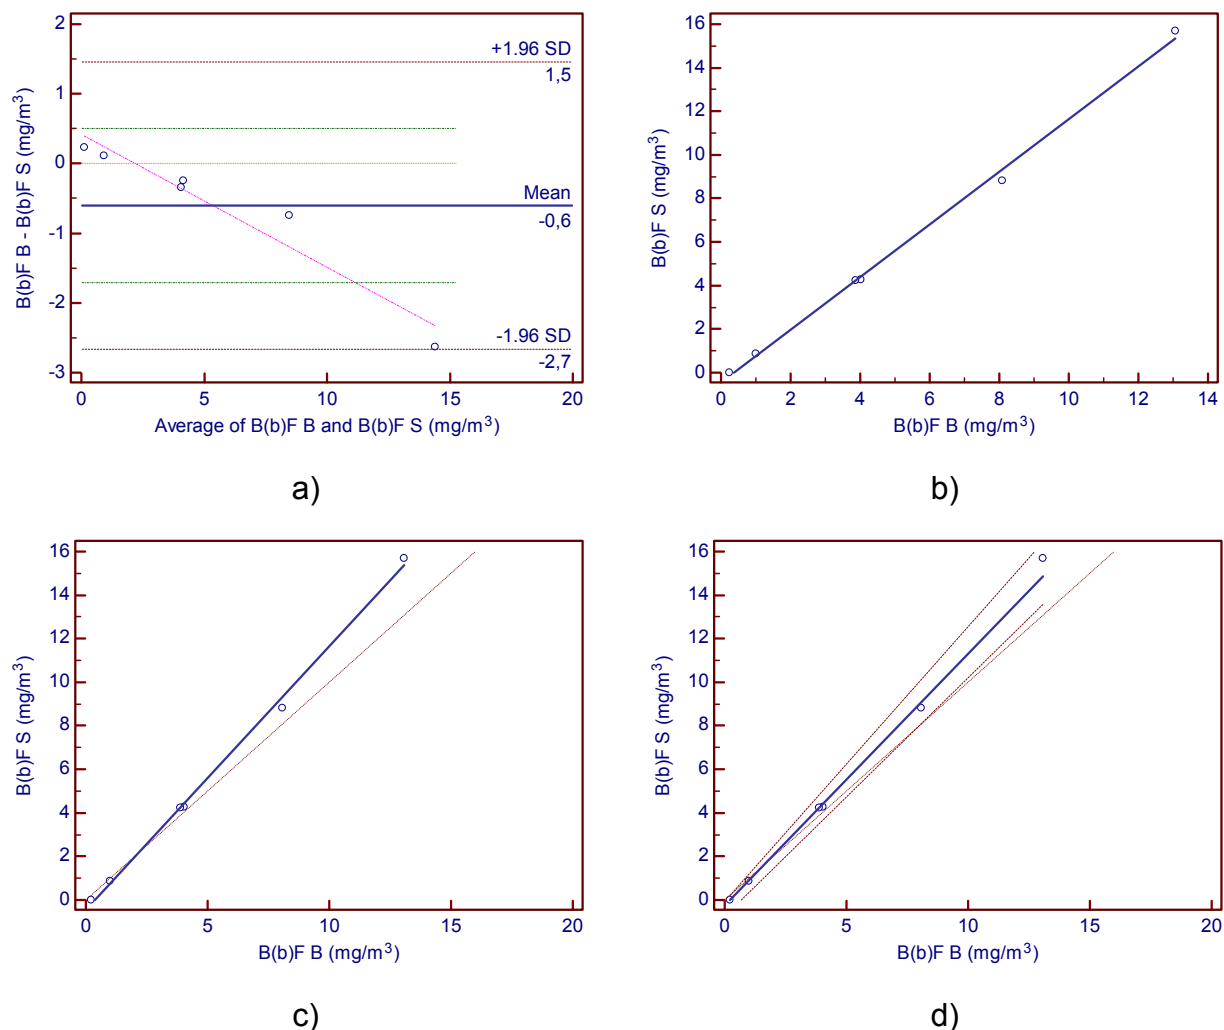 2
1
0
-1
-2
-3
+1.96 SD
1,5
Mean
-0,6
-1.96 SD
-2,7
0 5 10 15 20
B(b)F B - B(b)F S (mg/m³)
Average of B(b)F B and B(b)F S (mg/m³)
a)
16
14
12
10
8
6
4
2
0
0 2 4 6 8 10 12 14
B(b)F S (mg/m³)
B(b)F B (mg/m³)
b)
16
14
12
10
8
6
4
2
0
0 5 10 15 20
B(b)F S (mg/m³)
B(b)F B (mg/m³)
c)
16
14
12
10
8
6
4
2
0
0 5 10 15 20
B(b)F S (mg/m³)
B(b)F B (mg/m³)
d)